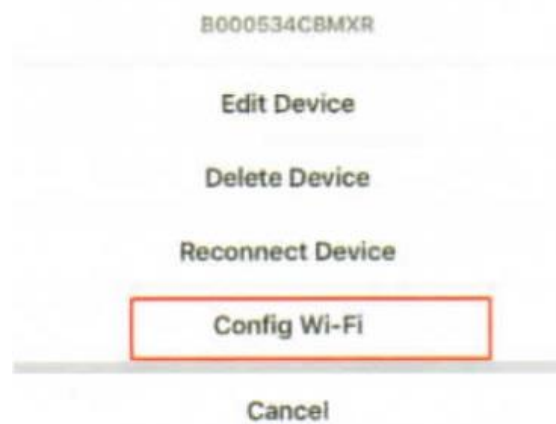 B000534CBMXR
Edit Device
Delete Device
Reconnect Device
Config Wi-Fi
Cancel